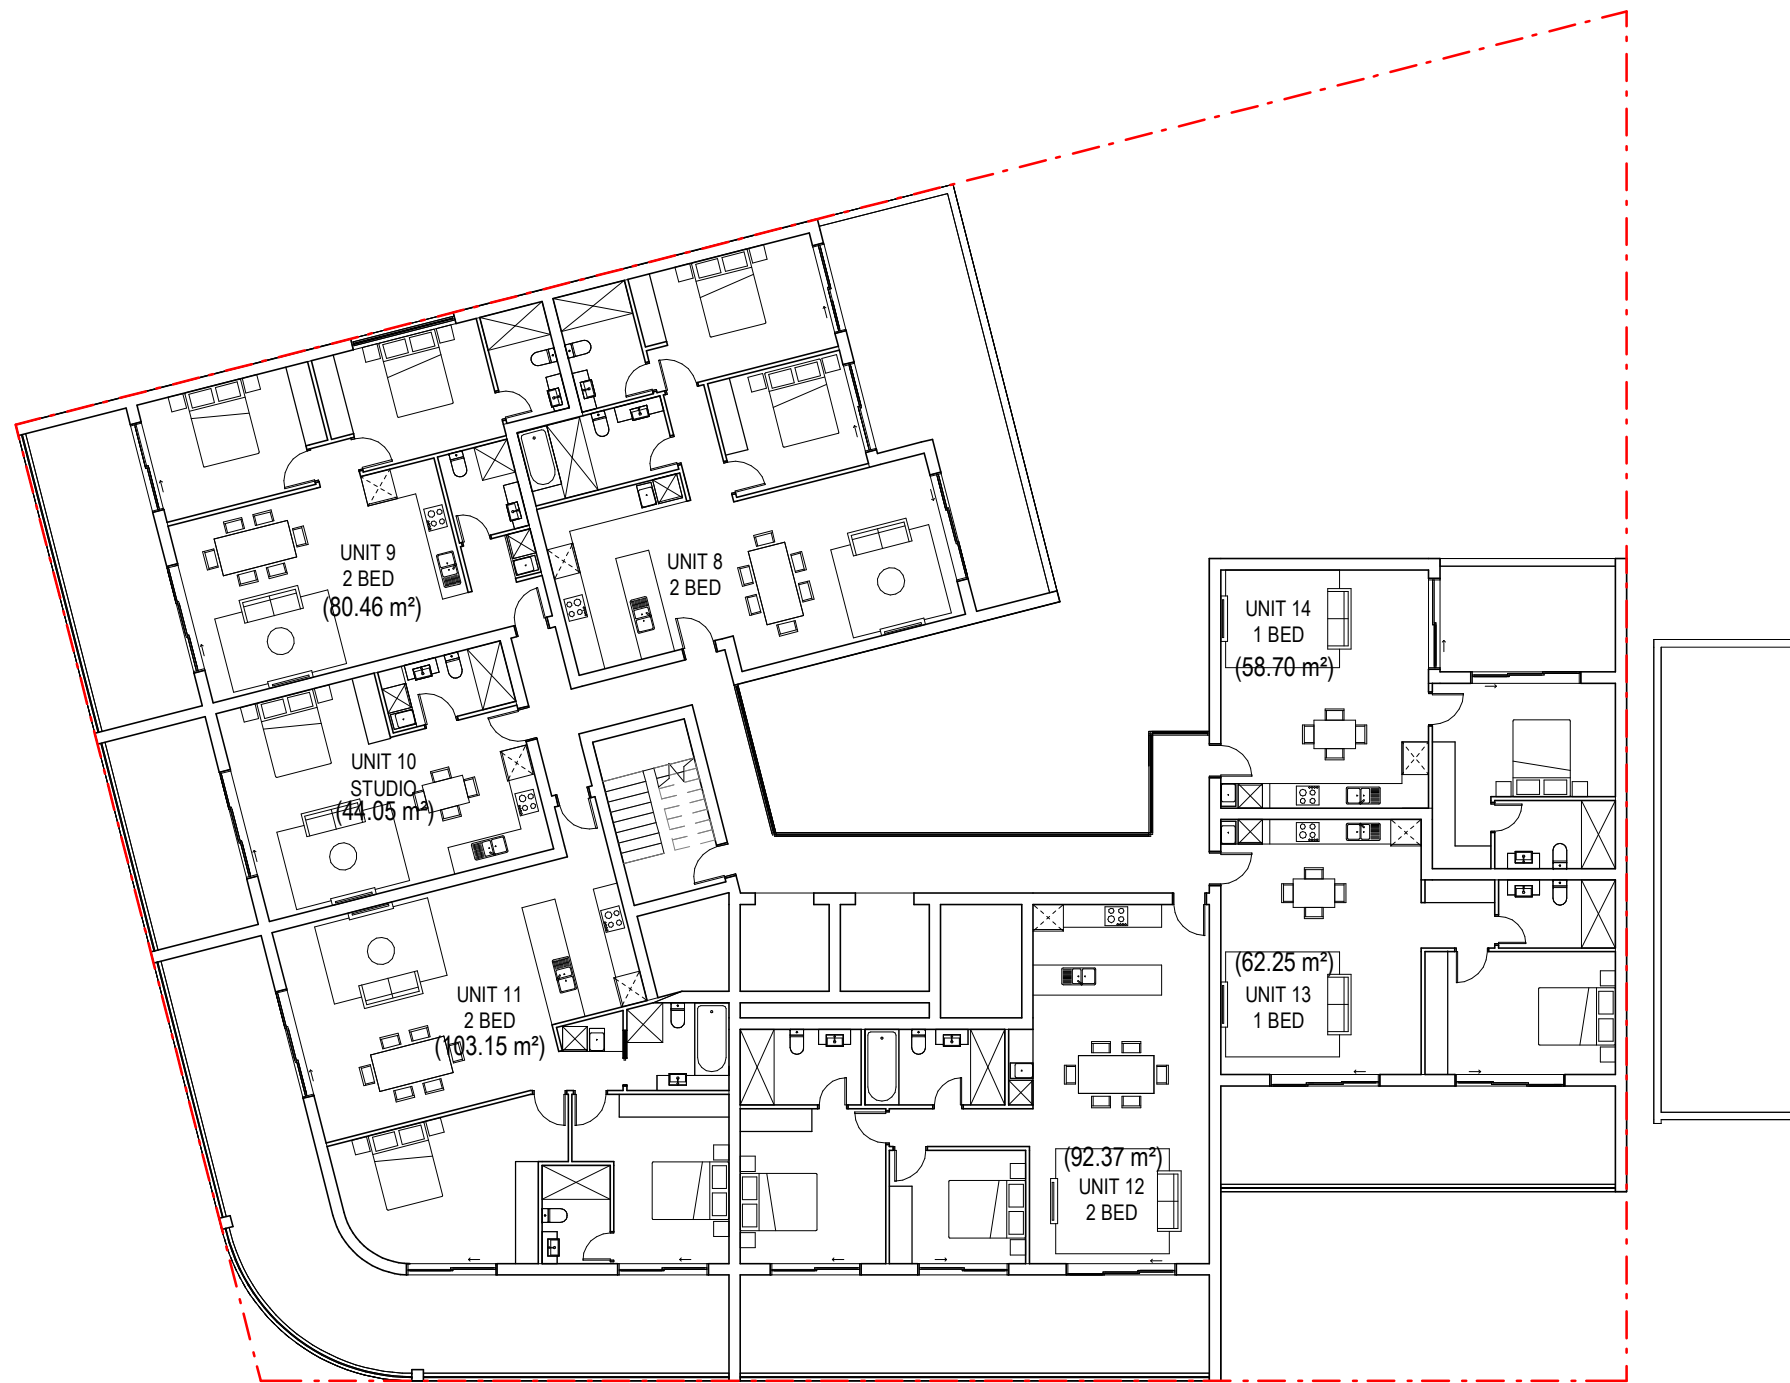 UNIT 9
2 BED
(80.46 m²)
UNIT 8
2 BED
UNIT 14
1 BED
(58.70 m²)
UNIT 10
STUDIO
(44.05 m²)
UNIT 11
2 BED
(103.15 m²)
(62.25 m²)
UNIT 13
1 BED
(92.37 m²)
UNIT 12
2 BED